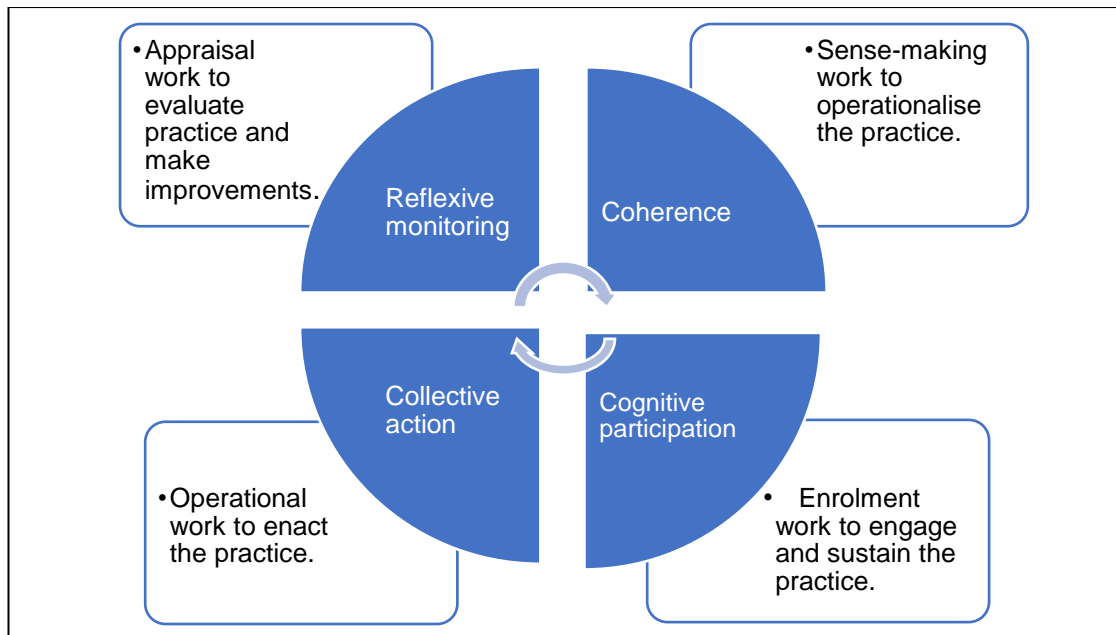 •Appraisal
work to
evaluate
practice and
make
improvements.
Reflexive
monitoring
Coherence
•Sense-making
work to
operationalise
the practice.
Collective
action
•Operational
work to enact
the practice.
Cognitive
participation
• Enrolment
work to engage
and sustain the
practice.